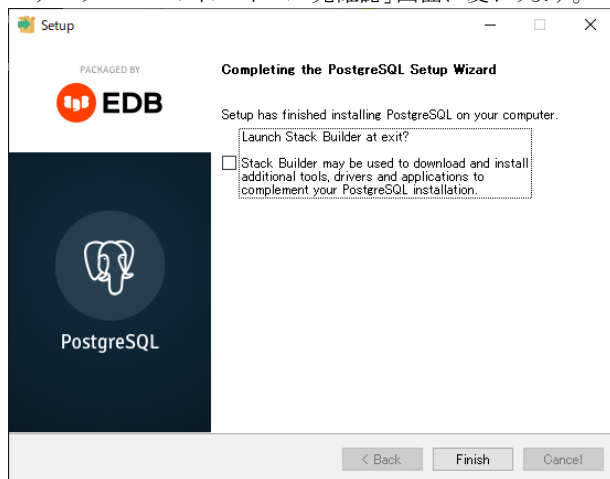 Setup
PACKAGED BY
EDB
PostgreSQL
Completing the PostgreSQL Setup Wizard
Setup has finished installing PostgreSQL on your computer.
Launch Stack Builder at exit?
Stack Builder may be used to download and install
additional tools, drivers and applications to
complement your PostgreSQL installation.
< Back
Finish
Cancel